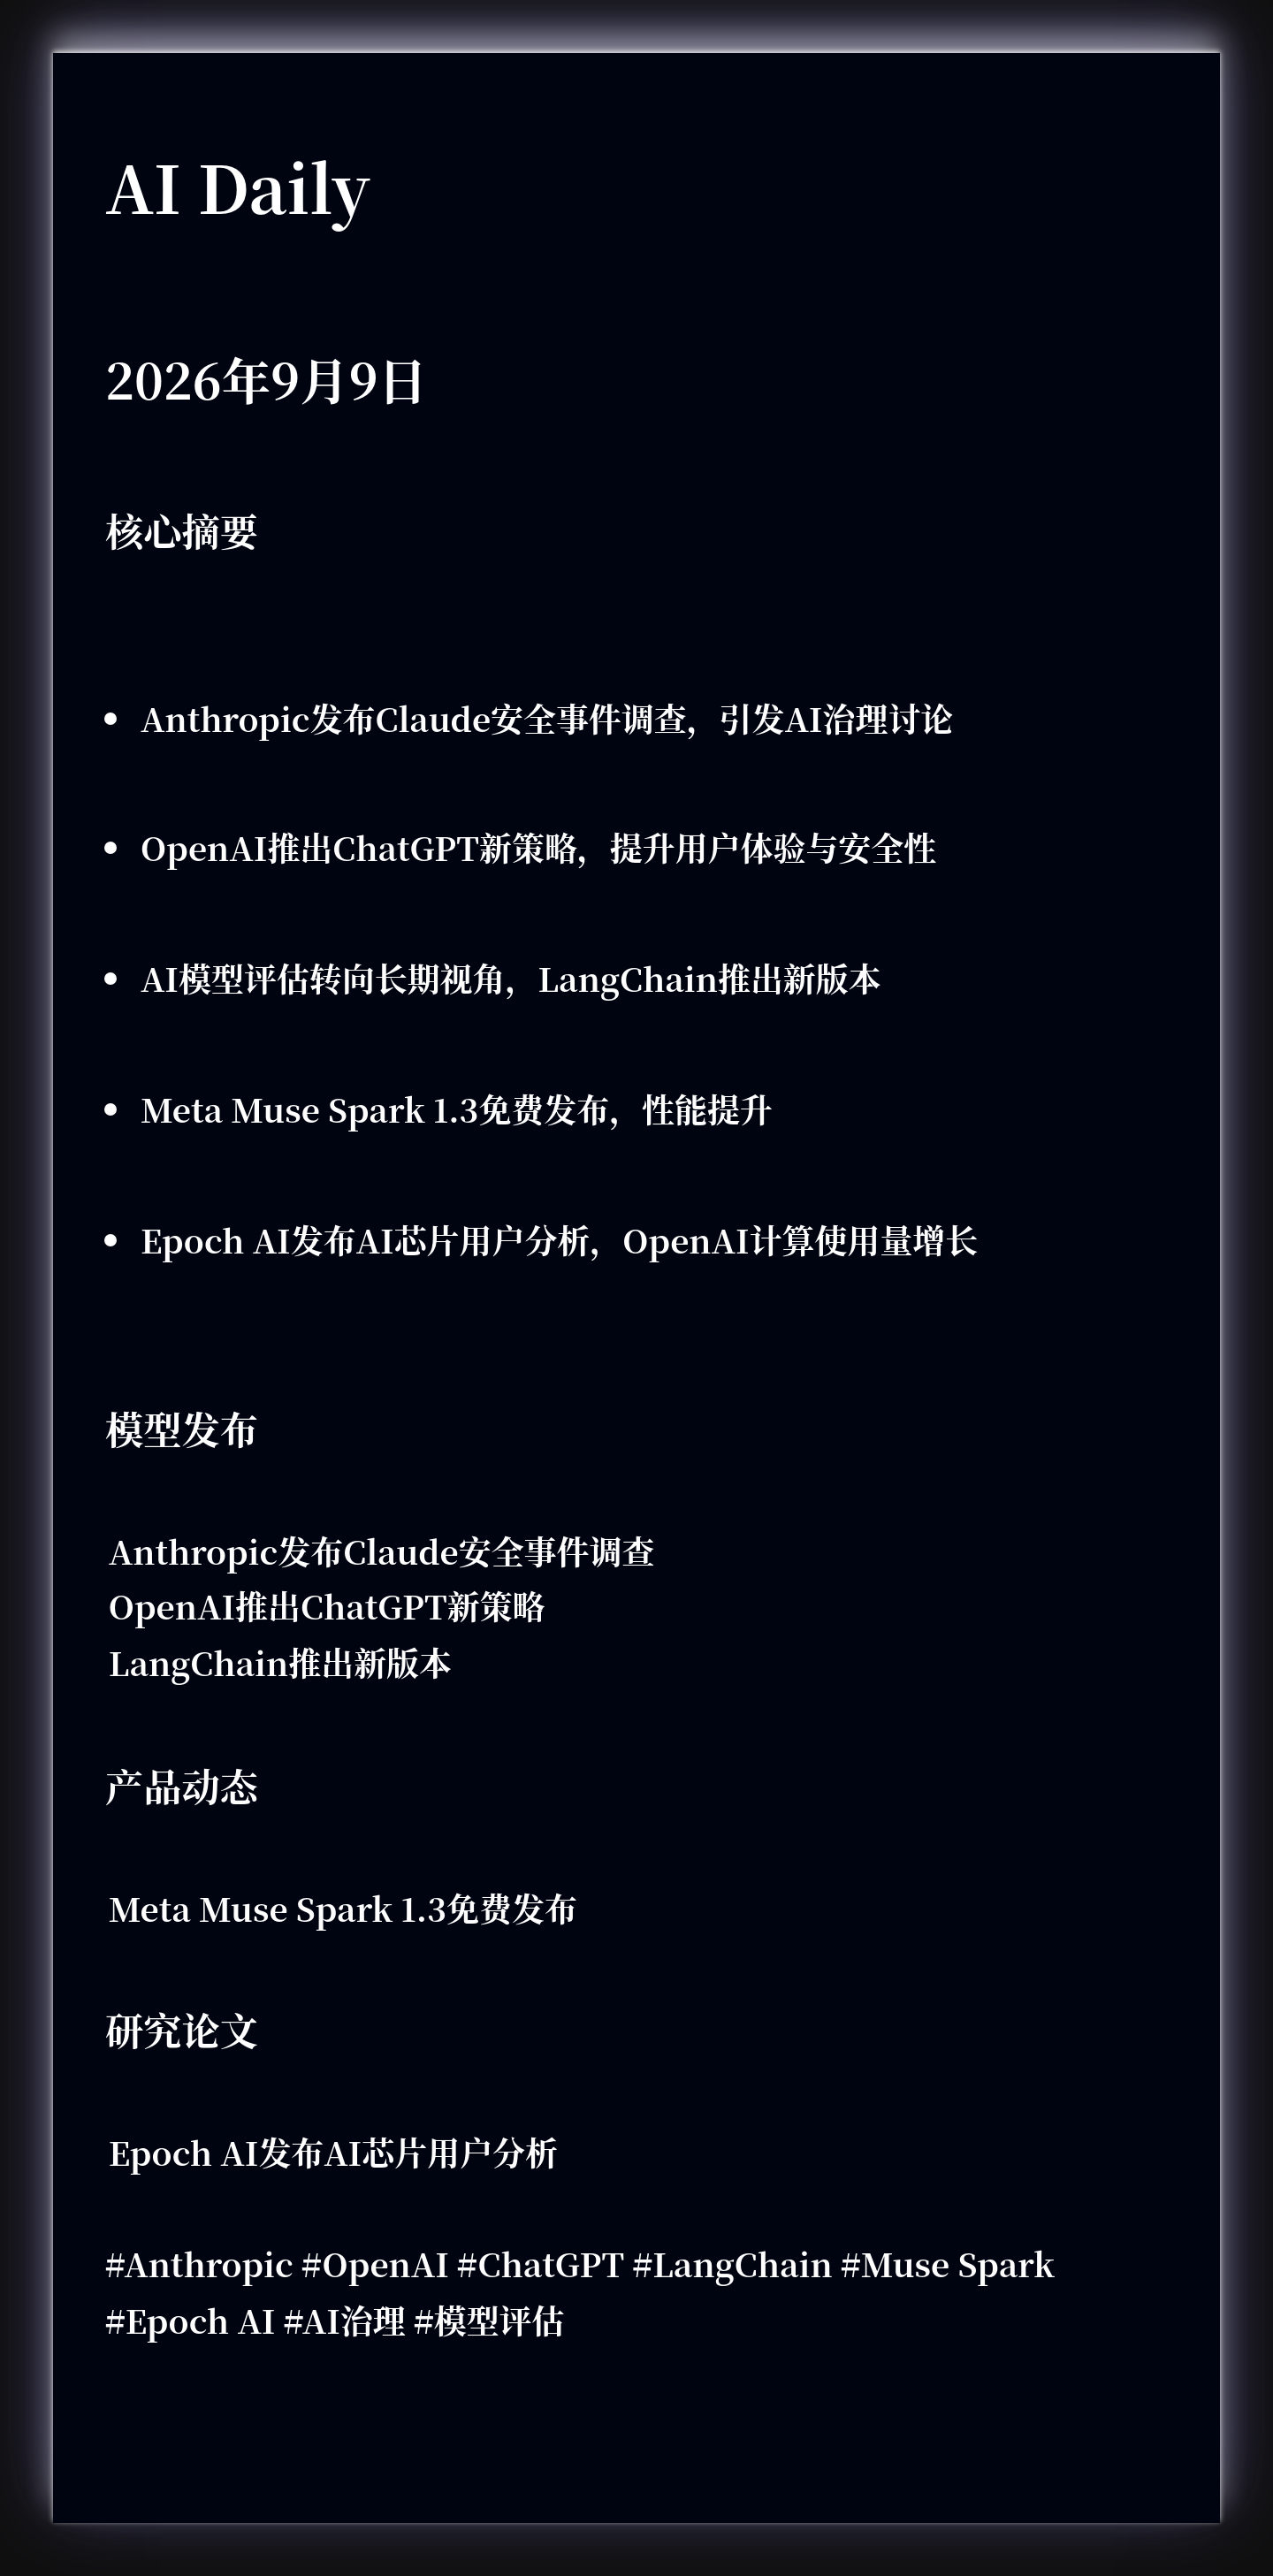 AI Daily
2026年9月9日
核心摘要
• Anthropic发布Claude安全事件调查，引发AI治理讨论
• OpenAI推出ChatGPT新策略，提升用户体验与安全性
• AI模型评估转向长期视角，LangChain推出新版本
• Meta Muse Spark 1.3免费发布，性能提升
• Epoch AI发布AI芯片用户分析，OpenAI计算使用量增长
模型发布
Anthropic发布Claude安全事件调查
OpenAI推出ChatGPT新策略
LangChain推出新版本
产品动态
Meta Muse Spark 1.3免费发布
研究论文
Epoch AI发布AI芯片用户分析
#Anthropic #OpenAI #ChatGPT #LangChain #Muse Spark
#Epoch AI #AI治理 #模型评估